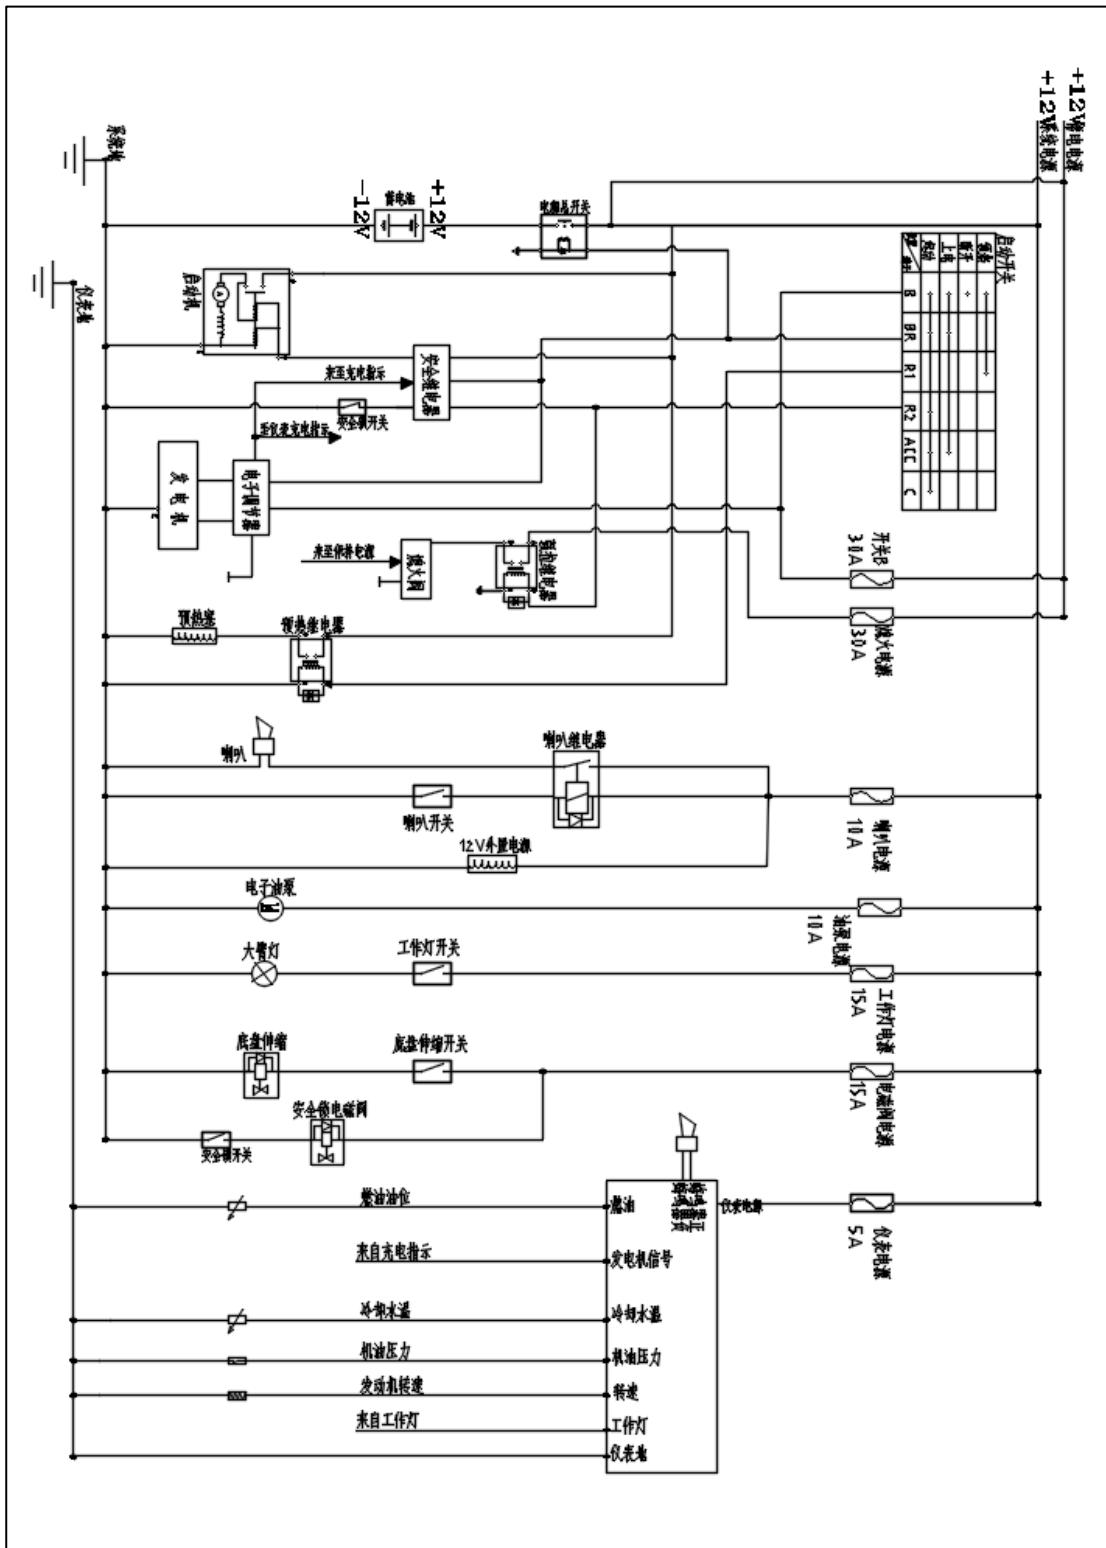 +12V常电电源
+12V系统电源
系统地
-12V
蓄电池
+12V
电源总开关
启动开关
预热
断开
上电
起动
B
BR
R1
R2
ACC
C
仪表地
启动机
A
安全继电器
来至充电指示
安全锁开关
至仪表充电指示
发电机
电子调节器
来至保持电源
熄火阀
开关B
30A
熄火电源
30A
预热塞
预热继电器
喇叭
喇叭继电器
喇叭开关
喇叭电源
10A
12V外置电源
电子油泵
M
油泵电源
10A
大臂灯
工作灯开关
工作灯电源
15A
底盘伸缩
底盘伸缩开关
电磁阀电源
15A
安全锁电磁阀
安全锁开关
燃油油位
燃油
仪表电源
仪表电源
5A
来自充电指示
发电机信号
冷却水温
冷却水温
机油压力
机油压力
发动机转速
转速
来自工作灯
工作灯
仪表地